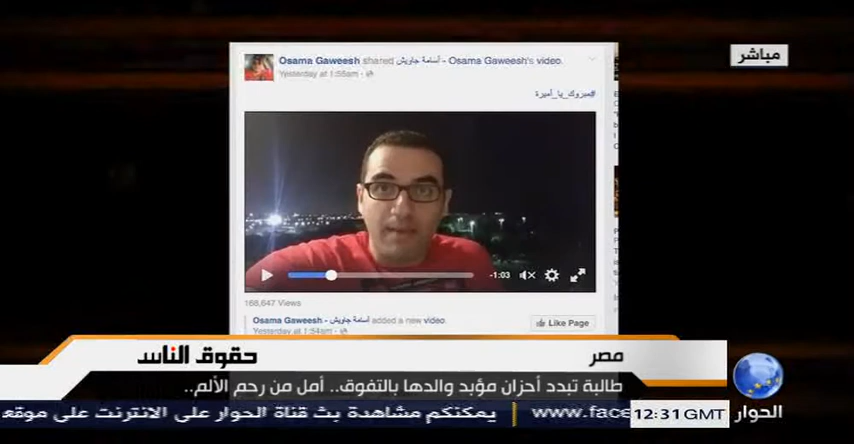 Osama Gaweesh shared أسامة جاويش - Osama Gaweesh's video.
Yesterday at 1:55am
مباشر
#مبروك_يا_أميرة
-1:03
168,647 Views
Osama Gaweesh - أسامة جاويش added a new video
Yesterday at 1:54am
Like Page
حقوق الناس
مصر
طالبة تبدد أحزان مؤبد والدها بالتفوق.. أمل من رحم الألم..
يمكنكم مشاهدة بث قناة الحوار على الانترنت على موقعه
www.face
12:31 GMT
الحوار